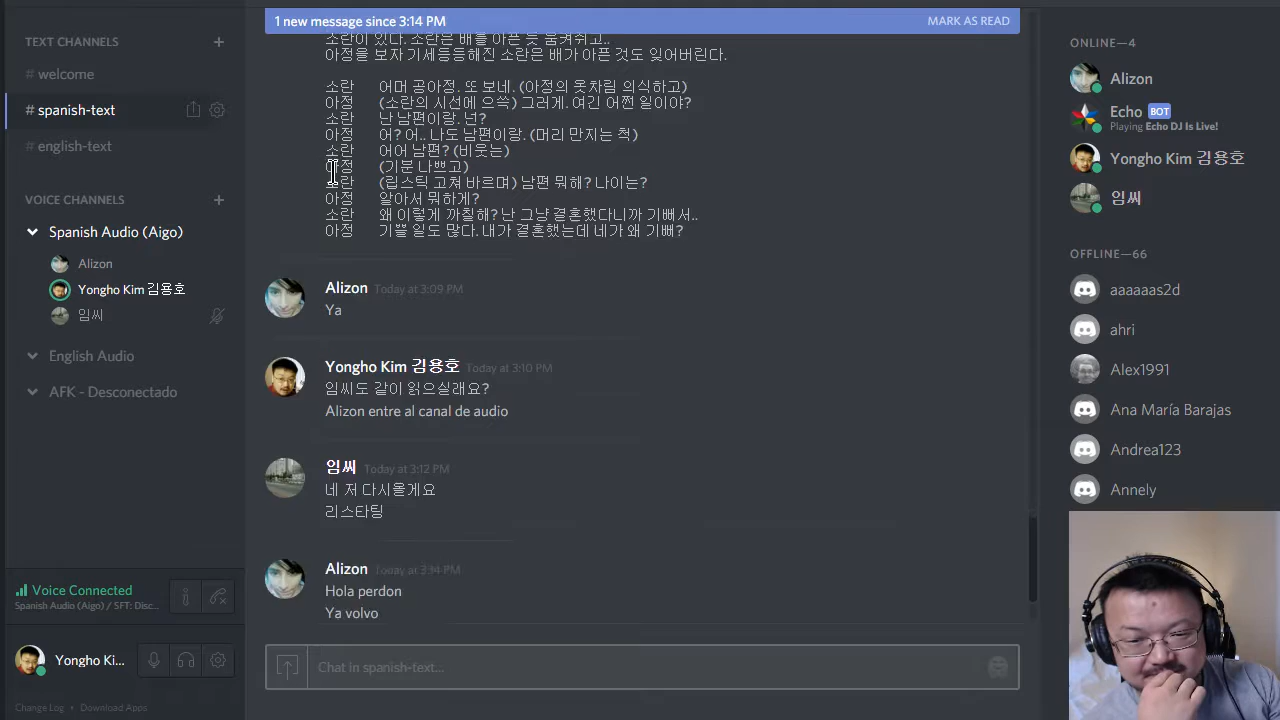 TEXT CHANNELS +
# welcome
# spanish-text
# english-text
VOICE CHANNELS +
Spanish Audio (Aigo)
Alizon
Yongho Kim 김용호
임씨
English Audio
AFK - Desconectado
Voice Connected
Spanish Audio (Aigo) / SFT: Disc...
Yongho Ki...
Change Log • Download Apps
1 new message since 3:14 PM MARK AS READ
소란이 있다. 소란은 배를 아픈 듯 움켜쥐고..
아정을 보자 기세등등해진 소란은 배가 아픈 것도 잊어버린다.
소란 어머 공아정. 또 보네. (아정의 옷차림 의식하고)
아정 (소란의 시선에 으쓱) 그러게. 여긴 어쩐 일이야?
소란 난 남편이랑. 넌?
아정 어? 어.. 나도 남편이랑. (머리 만지는 척)
소란 어어 남편? (비웃는)
아정 (기분 나쁘고)
소란 (립스틱 고쳐 바르며) 남편 뭐해? 나이는?
아정 알아서 뭐하게?
소란 왜 이렇게 까칠해? 난 그냥 결혼했다니까 기뻐서..
아정 기쁠 일도 많다. 내가 결혼했는데 네가 왜 기뻐?
Alizon Today at 3:09 PM
Ya
Yongho Kim 김용호 Today at 3:10 PM
임씨도 같이 읽으실래요?
Alizon entre al canal de audio
임씨 Today at 3:12 PM
네 저 다시올게요
리스타팅
Alizon Today at 3:14 PM
Hola perdon
Ya volvo
Chat in spanish-text...
ONLINE—4
Alizon
Echo BOT
Playing Echo DJ Is Live!
Yongho Kim 김용호
임씨
OFFLINE—66
aaaaaas2d
ahri
Alex1991
Ana María Barajas
Andrea123
Annely